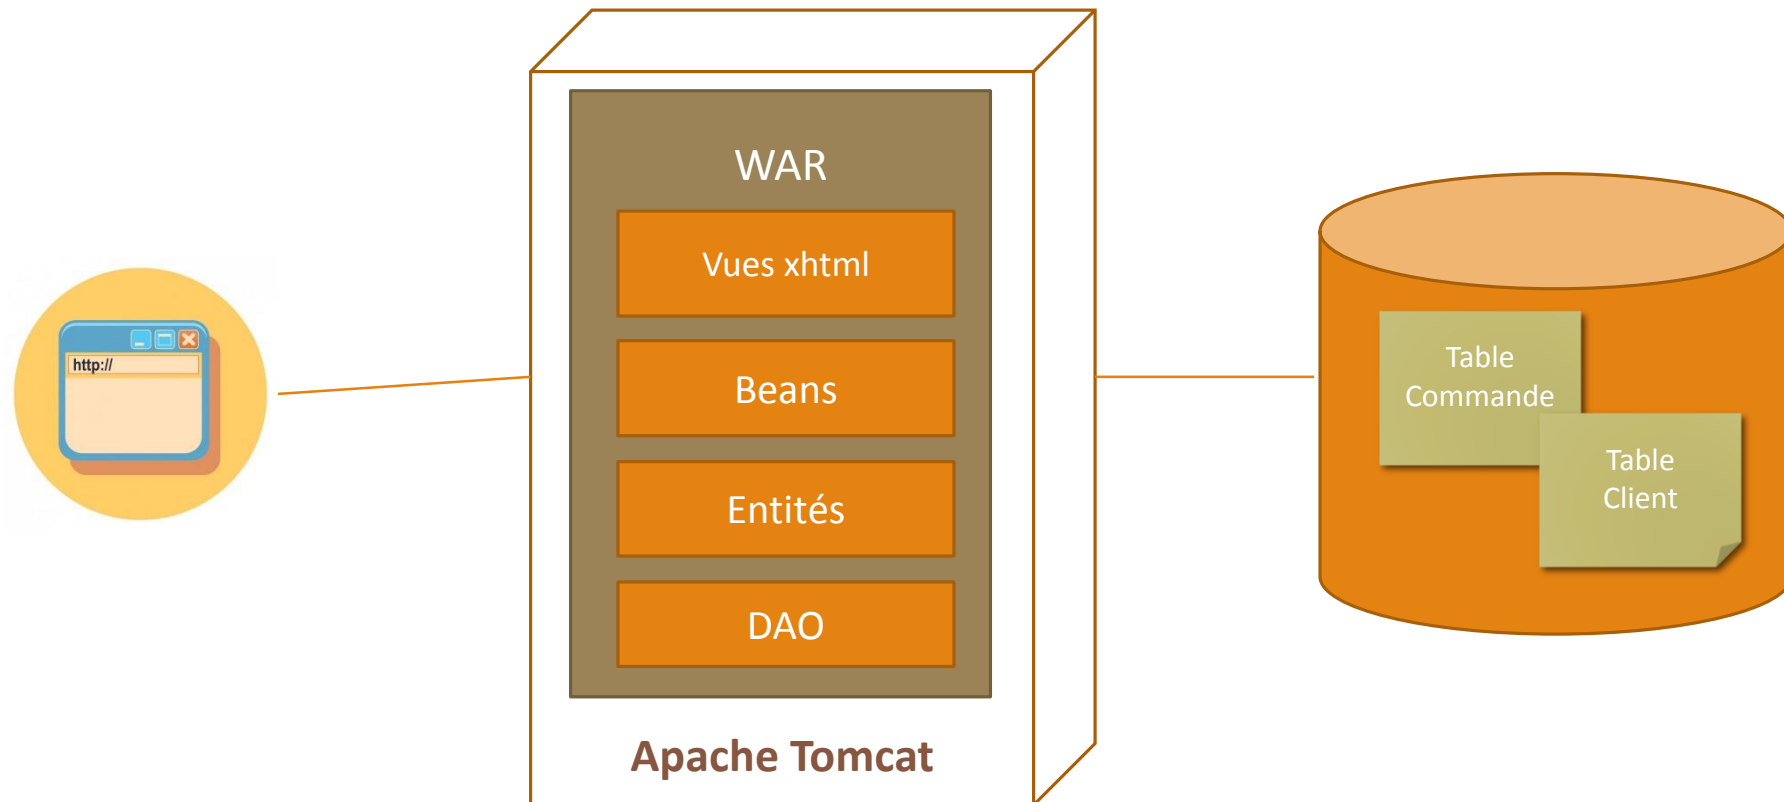 http://
WAR
Vues xhtml
Beans
Entités
DAO
Apache Tomcat
Table
Commande
Table
Client